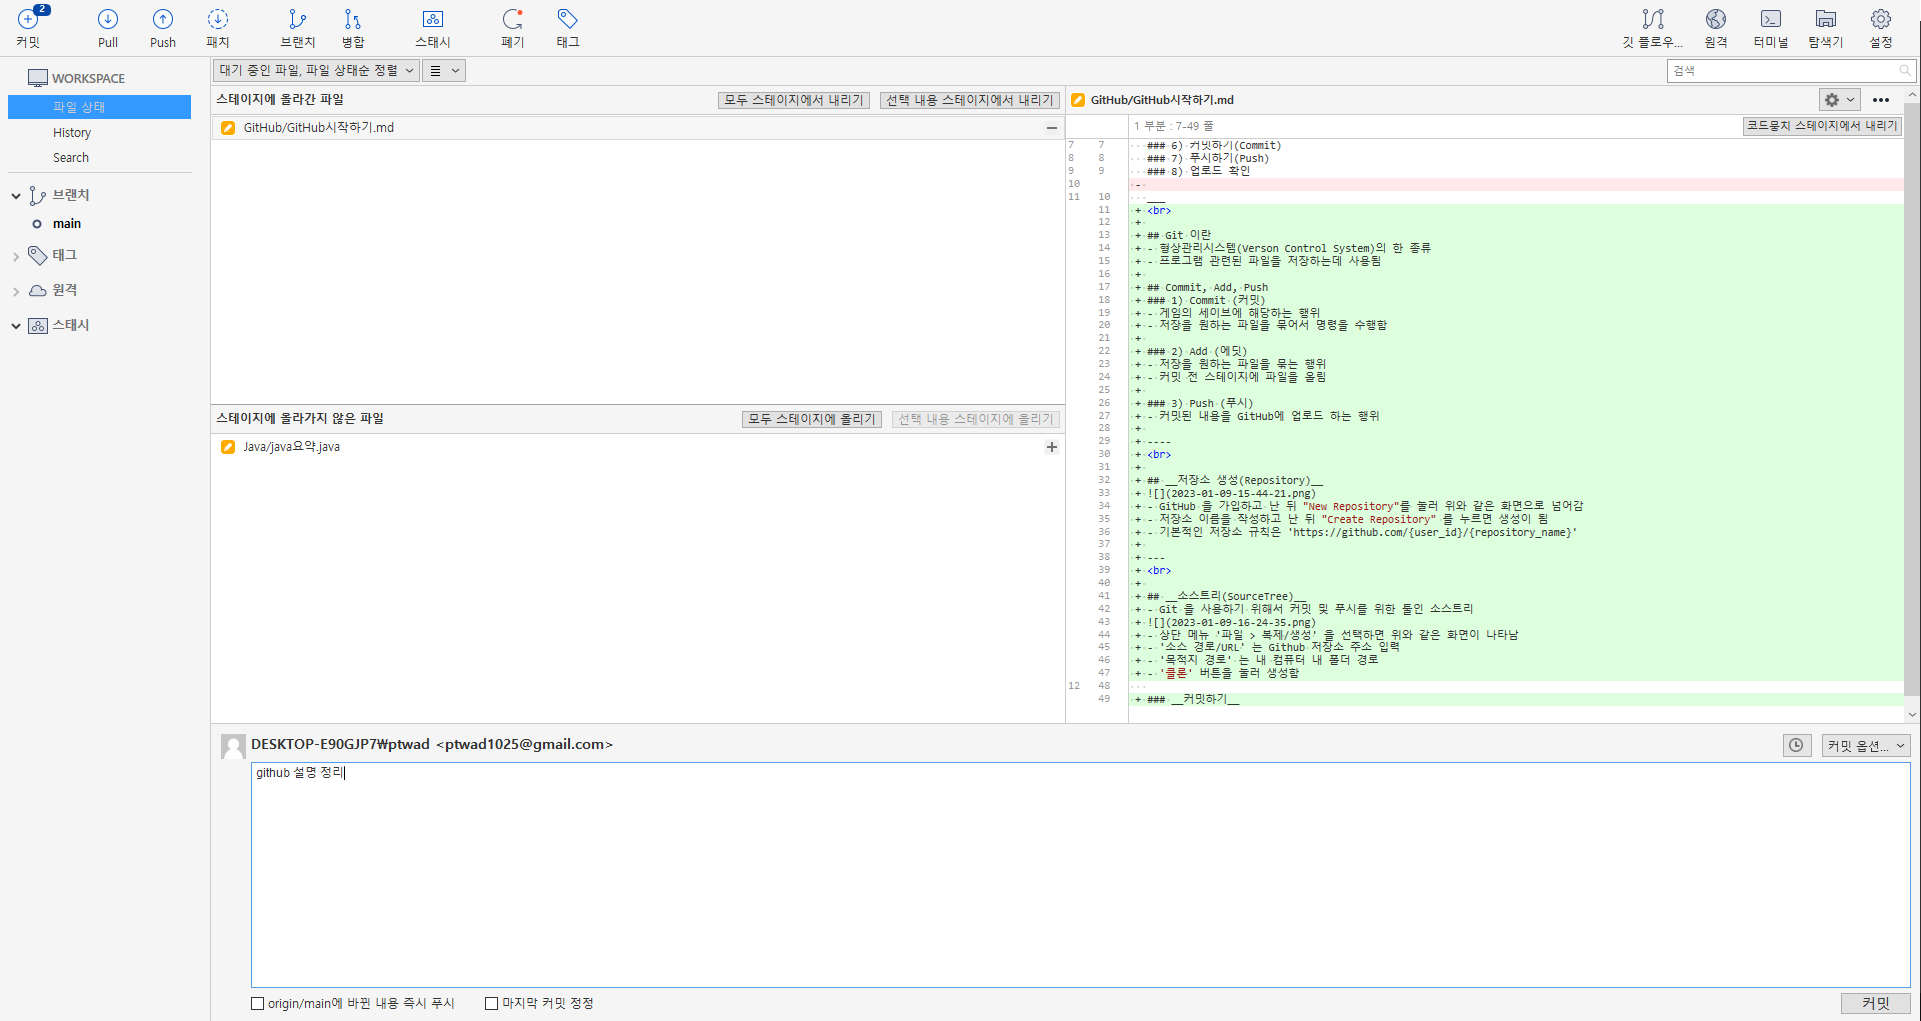 2
커밋
Pull
Push
패치
브랜치
병합
스태시
폐기
태그
깃 플로우...
원격
터미널
탐색기
설정
WORKSPACE
파일 상태
History
Search
브랜치
main
태그
원격
스태시
대기 중인 파일, 파일 상태순 정렬
검색
스테이지에 올라간 파일
모두 스테이지에서 내리기
선택 내용 스테이지에서 내리기
GitHub/GitHub시작하기.md
스테이지에 올라가지 않은 파일
모두 스테이지에 올리기
선택 내용 스테이지에 올리기
Java/java요약.java
GitHub/GitHub시작하기.md
1 부분 : 7-49 줄
코드뭉치 스테이지에서 내리기
7 7 ### 6) 커밋하기(Commit)
8 8 ### 7) 푸시하기(Push)
9 9 ### 8) 업로드 확인
10 -
11 10 ___
11 + <br>
12 +
13 + ## Git 이란
14 + - 형상관리시스템(Verson Control System)의 한 종류
15 + - 프로그램 관련된 파일을 저장하는데 사용됨
16 +
17 + ## Commit, Add, Push
18 + ### 1) Commit (커밋)
19 + - 게임의 세이브에 해당하는 행위
20 + - 저장을 원하는 파일을 묶어서 명령을 수행함
21 +
22 + ### 2) Add (에딧)
23 + - 저장을 원하는 파일을 묶는 행위
24 + - 커밋 전 스테이지에 파일을 올림
25 +
26 + ### 3) Push (푸시)
27 + - 커밋된 내용을 GitHub에 업로드 하는 행위
28 +
29 + ----
30 + <br>
31 +
32 + ## __저장소 생성(Repository)__
33 + ![](2023-01-09-15-44-21.png)
34 + - GitHub 을 가입하고 난 뒤 "New Repository"를 눌러 위와 같은 화면으로 넘어감
35 + - 저장소 이름을 작성하고 난 뒤 "Create Repository" 를 누르면 생성이 됨
36 + - 기본적인 저장소 규칙은 'https://github.com/{user_id}/{repository_name}'
37 +
38 + ---
39 + <br>
40 +
41 + ## __소스트리(SourceTree)__
42 + - Git 을 사용하기 위해서 커밋 및 푸시를 위한 툴인 소스트리
43 + ![](2023-01-09-16-24-35.png)
44 + - 상단 메뉴 '파일 > 복제/생성' 을 선택하면 위와 같은 화면이 나타남
45 + - '소스 경로/URL' 는 Github 저장소 주소 입력
46 + - '목적지 경로' 는 내 컴퓨터 내 폴더 경로
47 + - '클론' 버튼을 눌러 생성함
12 48
49 + ### __커밋하기__
DESKTOP-E90GJP7₩ptwad <ptwad1025@gmail.com>
커밋 옵션...
github 설명 정리
origin/main에 바뀐 내용 즉시 푸시
마지막 커밋 정정
커밋